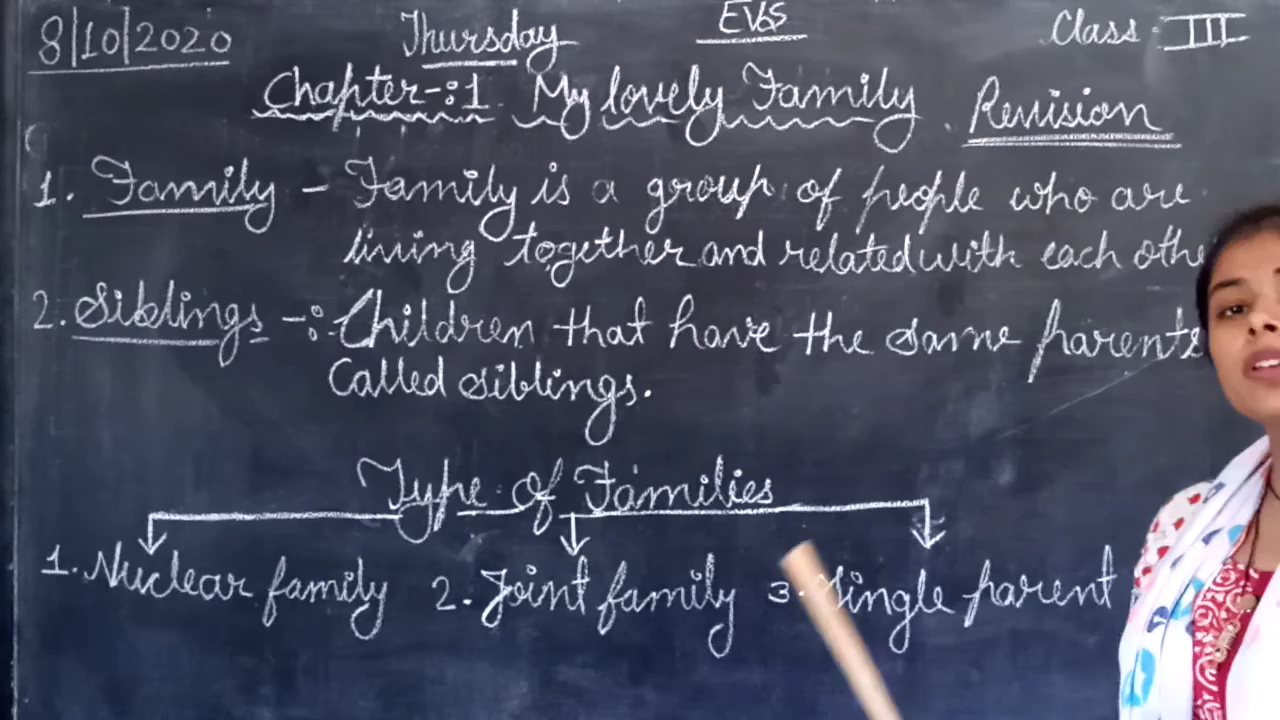 8|10|2020 Thursday EVS Class : III
Chapter-:1. My lovely Family. Revision
1. Family - Family is a group of people who are
living together and related with each othe
2. Siblings -: Children that have the same parents
Called siblings.
Type of Families
1. Nuclear family 2. Joint family 3. Single parent